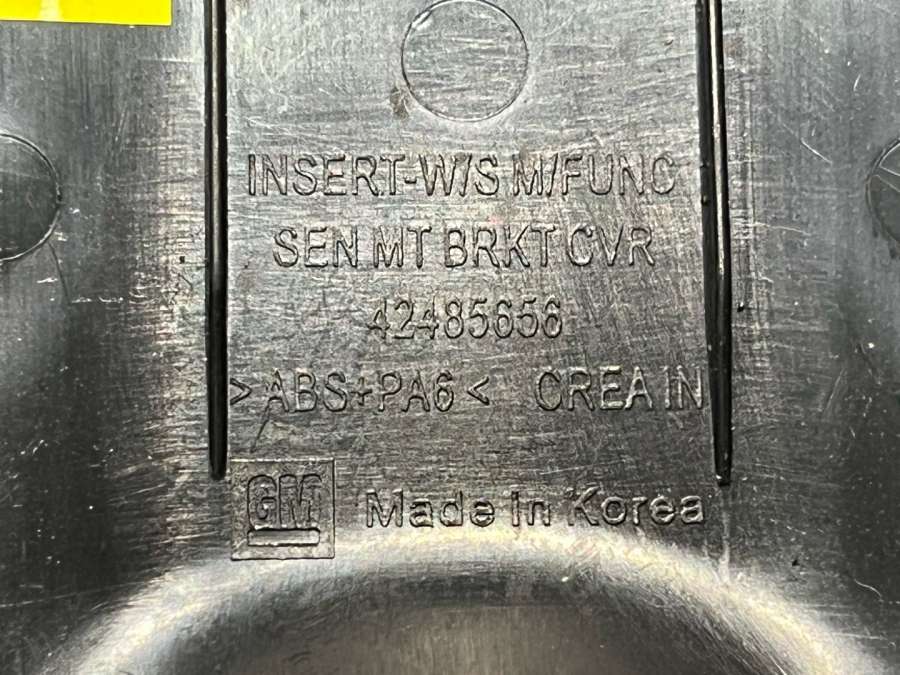 INSERT-W/S M/FUNC
SEN MT BRKT CVR
42485656
>ABS+PA6< CREA IN
GM Made in Korea